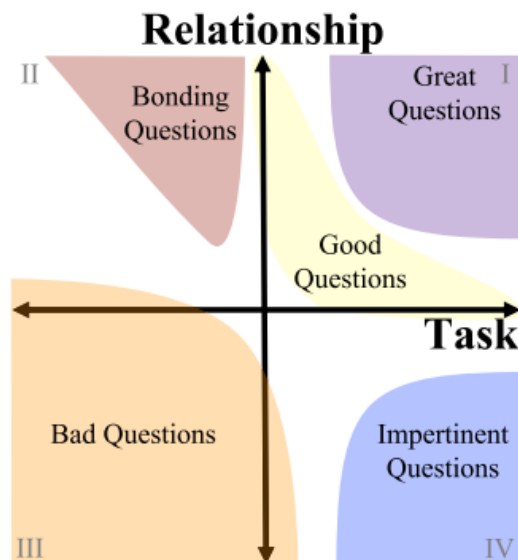 Relationship
II
I
Bonding
Questions
Great
Questions
Good
Questions
Task
Bad Questions
Impertinent
Questions
III
IV